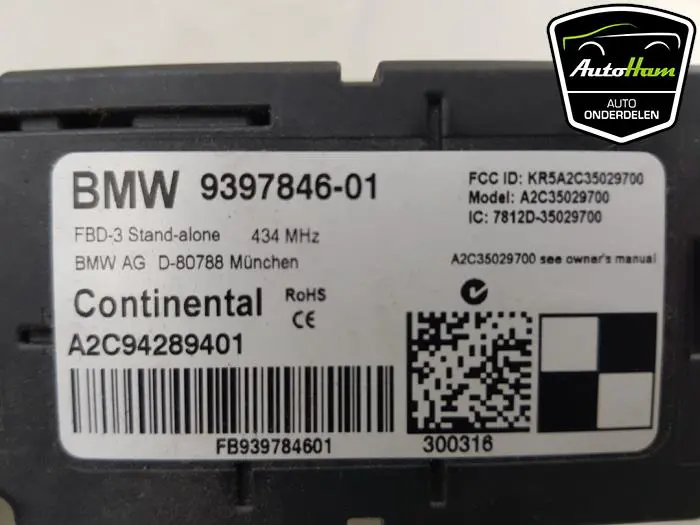 AutoHam
AUTO
ONDERDELEN
BMW 9397846-01
FBD-3 Stand-alone 434 MHz
BMW AG D-80788 München
FCC ID: KR5A2C35029700
Model: A2C35029700
IC: 7812D-35029700
A2C35029700 see owner's manual
Continental RoHS
CE
A2C94289401
FB939784601
300316